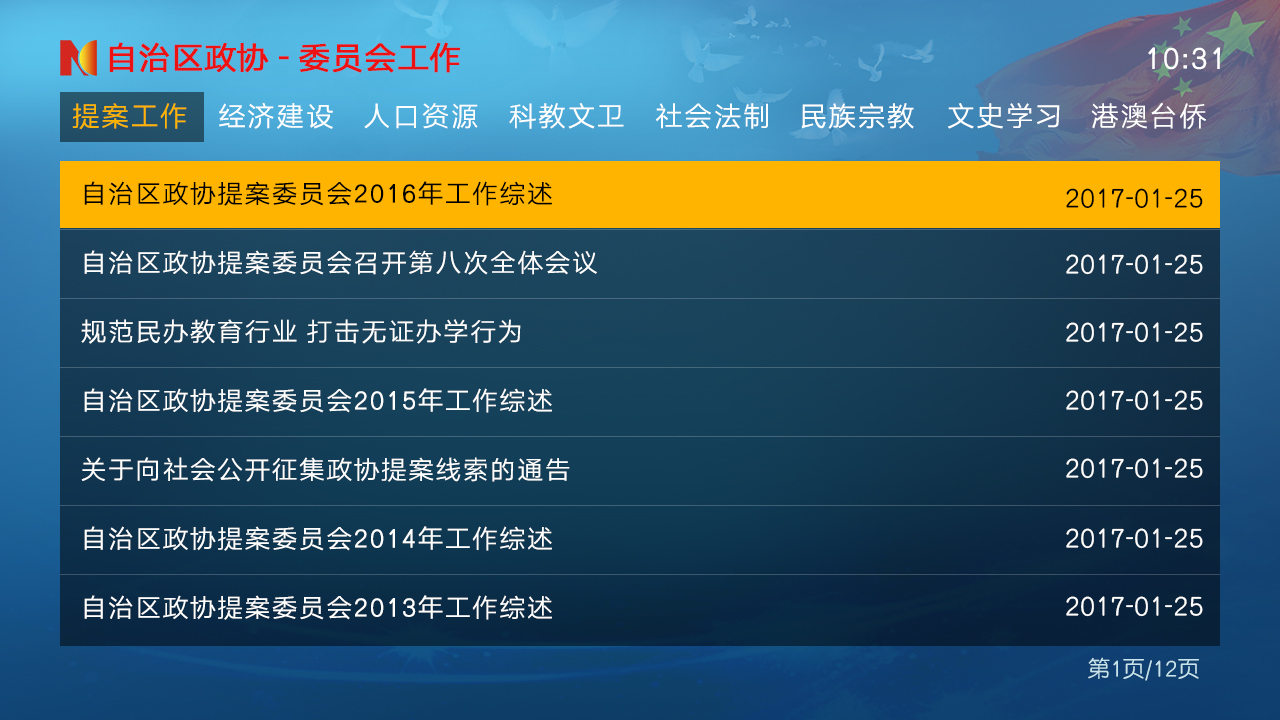 自治区政协 - 委员会工作
10:31
提案工作 经济建设 人口资源 科教文卫 社会法制 民族宗教 文史学习 港澳台侨
自治区政协提案委员会2016年工作综述 2017-01-25
自治区政协提案委员会召开第八次全体会议 2017-01-25
规范民办教育行业 打击无证办学行为 2017-01-25
自治区政协提案委员会2015年工作综述 2017-01-25
关于向社会公开征集政协提案线索的通告 2017-01-25
自治区政协提案委员会2014年工作综述 2017-01-25
自治区政协提案委员会2013年工作综述 2017-01-25
第1页/12页